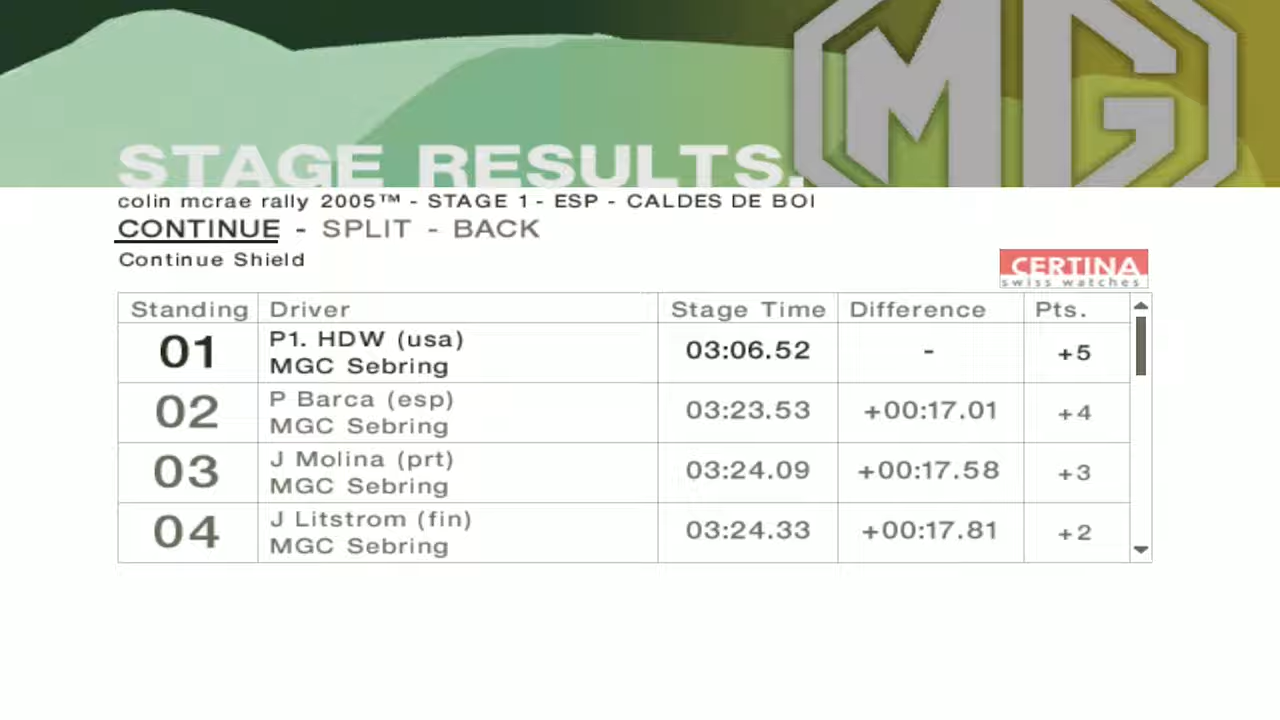 MG
STAGE RESULTS.
colin mcrae rally 2005™ - STAGE 1 - ESP - CALDES DE BOI
CONTINUE - SPLIT - BACK
Continue Shield
CERTINA
swiss watches
Standing Driver Stage Time Difference Pts.
01 P1. HDW (usa) MGC Sebring 03:06.52 - +5
02 P Barca (esp) MGC Sebring 03:23.53 +00:17.01 +4
03 J Molina (prt) MGC Sebring 03:24.09 +00:17.58 +3
04 J Litstrom (fin) MGC Sebring 03:24.33 +00:17.81 +2